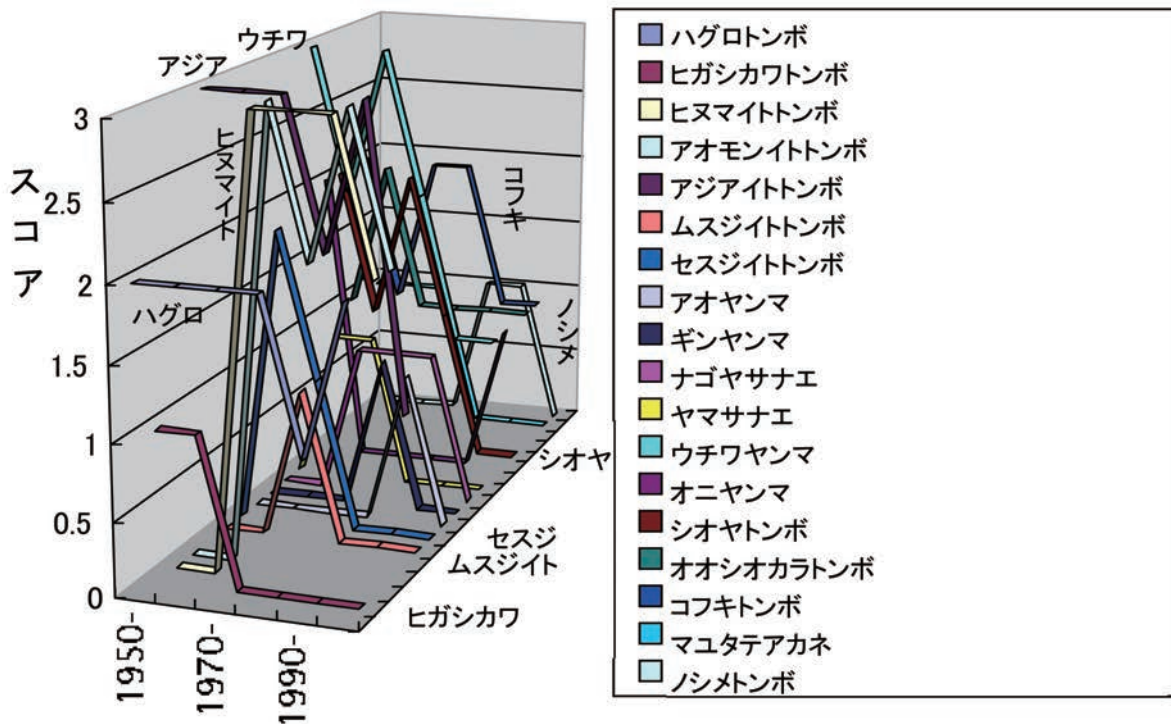 ウチワ
アジア
ヒヌマイト
コフキ
ノシメ
ハグロ
シオヤ
セスジ
ムスジイト
ヒガシカワ
スコア
3
2.5
2
1.5
1
0.5
0
1950-
1970-
1990-
ハグロトンボ
ヒガシカワトンボ
ヒヌマイトトンボ
アオモンイトトンボ
アジアイトトンボ
ムスジイトトンボ
セスジイトトンボ
アオヤンマ
ギンヤンマ
ナゴヤサナエ
ヤマサナエ
ウチワヤンマ
オニヤンマ
シオヤトンボ
オオシオカラトンボ
コフキトンボ
マユタテアカネ
ノシメトンボ